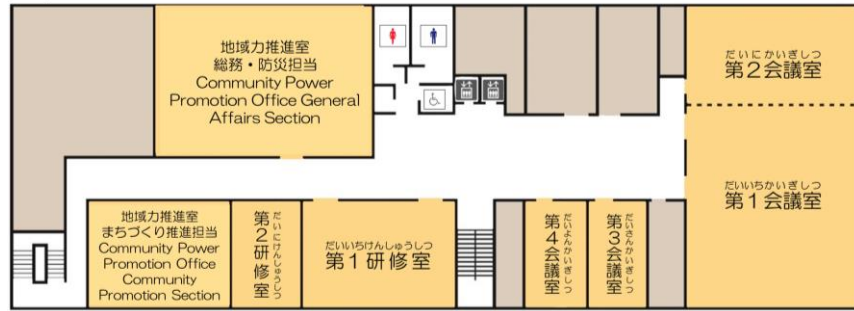 地域力推進室
総務・防災担当
Community Power
Promotion Office General
Affairs Section
だいにかいぎしつ
第2会議室
だいいちかいぎしつ
第1会議室
地域力推進室
まちづくり推進担当
Community Power
Promotion Office
Community
Promotion Section
だいにけんしゅうしつ
第2研修室
だいいちけんしゅうしつ
第1研修室
だいよんかいぎしつ
第4会議室
だいさんかいぎしつ
第3会議室